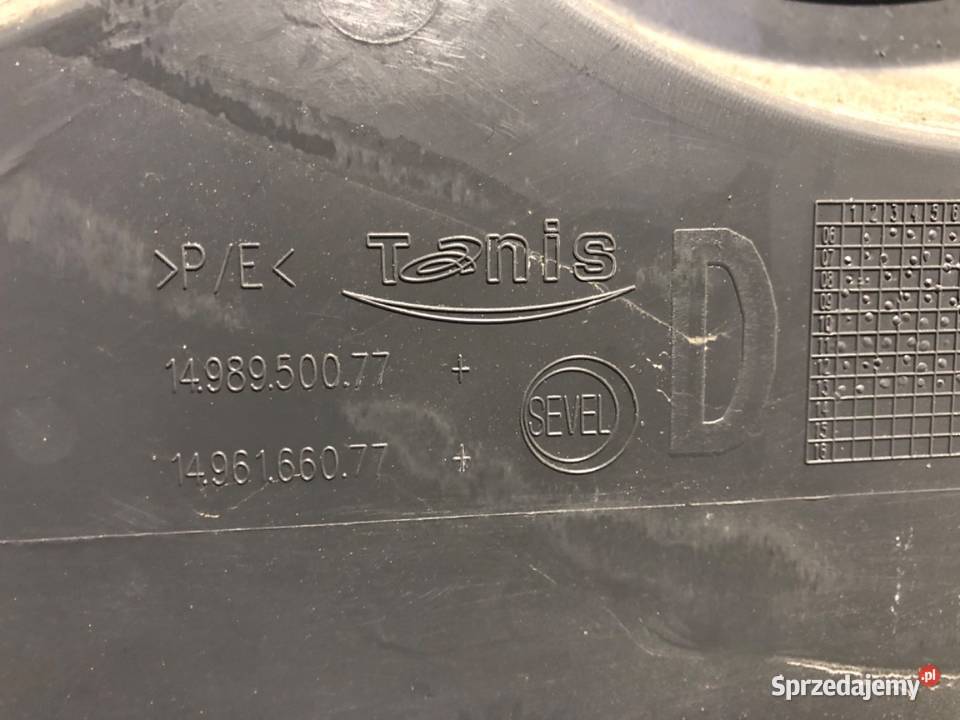 >P/E<
Tanis
D
14.989.500.77 +
SEVEL
14.961.660.77 +
1 2 3 4 5 6
06
07
08
09
10
11
12
13
14
15
16
Sprzedajemy.pl